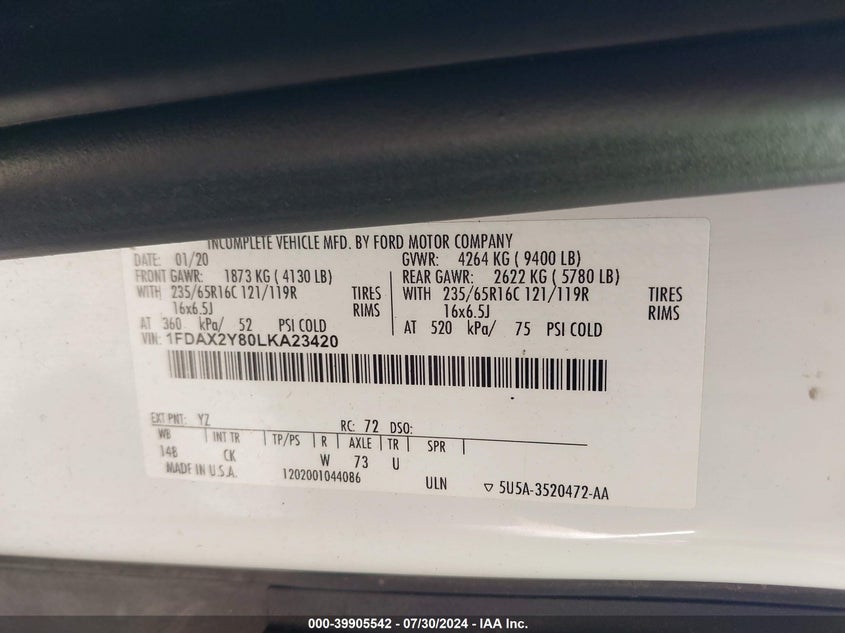 INCOMPLETE VEHICLE MFD. BY FORD MOTOR COMPANY
DATE: 01/20 GVWR: 4264 KG ( 9400 LB)
FRONT GAWR: 1873 KG ( 4130 LB) REAR GAWR: 2622 KG ( 5780 LB)
WITH 235/65R16C 121/119R TIRES WITH 235/65R16C 121/119R TIRES
16x6.5J RIMS 16x6.5J RIMS
AT 360 kPa/ 52 PSI COLD AT 520 kPa/ 75 PSI COLD
VIN: 1FDAX2Y80LKA23420
EXT PNT: YZ RC: 72 DSO:
WB INT TR TP/PS R AXLE TR SPR
148 CK W 73 U
MADE IN U.S.A. 1202001044086 ULN ▽ 5U5A-3520472-AA
000-39905542 - 07/30/2024 - IAA Inc.